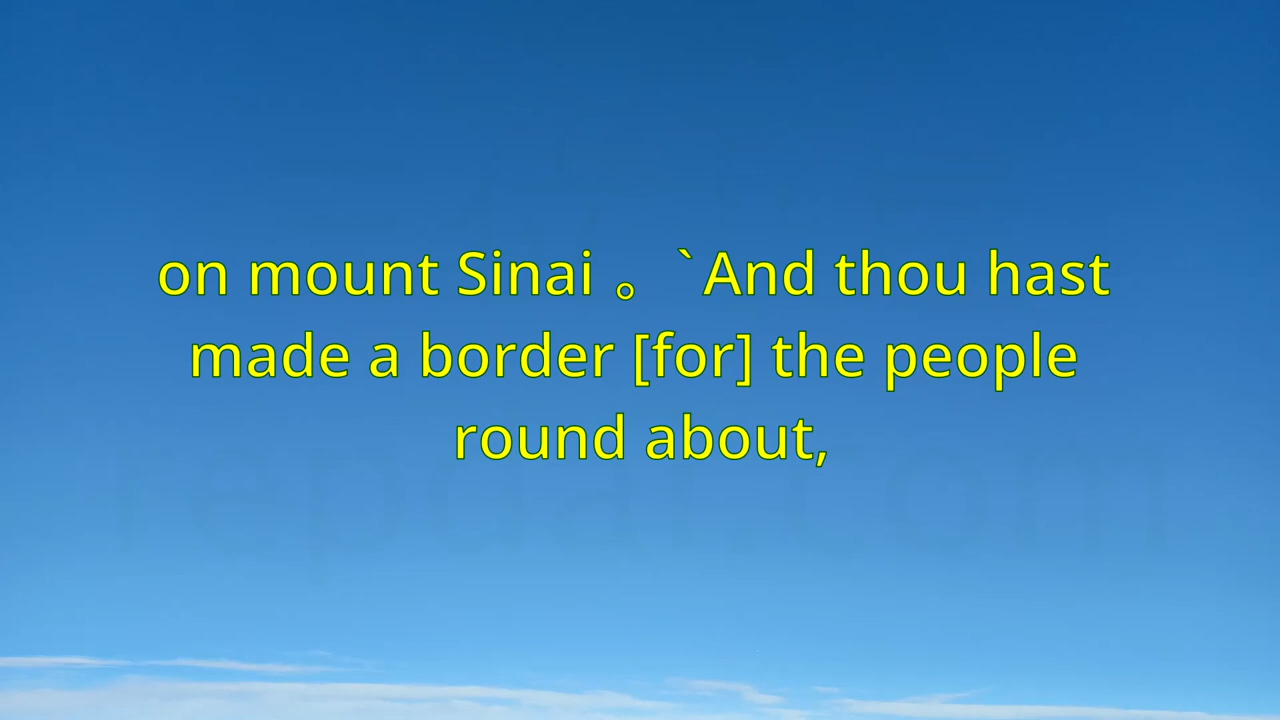 on mount Sinai 。 `And thou hast
made a border [for] the people
round about,